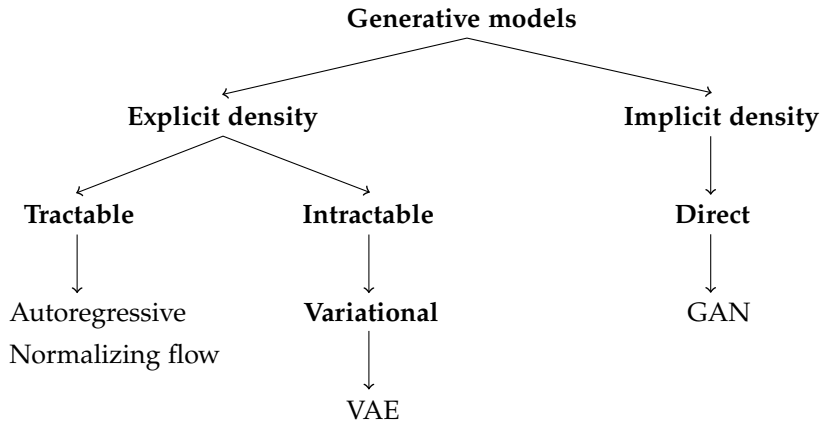 Generative models
Explicit density
Implicit density
Tractable
Intractable
Direct
Autoregressive
Normalizing flow
Variational
GAN
VAE